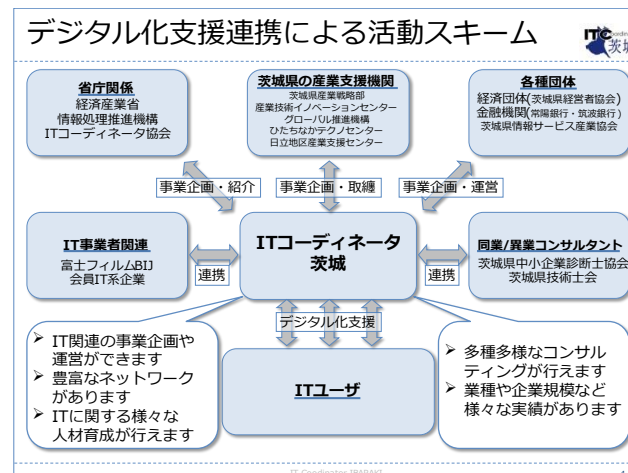 デジタル化支援連携による活動スキーム
ITC
茨城
省庁関係
経済産業省
情報処理推進機構
ITコーディネータ協会
茨城県の産業支援機関
茨城県産業戦略部
産業技術イノベーションセンター
グローバル推進機構
ひたちなかテクノセンター
日立地区産業支援センター
各種団体
経済団体(茨城県経営者協会)
金融機関(常陽銀行・筑波銀行)
茨城県情報サービス産業協会
事業企画・紹介
事業企画・取纏
事業企画・運営
IT事業者関連
富士フィルムBIJ
会員IT系企業
連携
ITコーディネータ
茨城
連携
同業/異業コンサルタント
茨城県中小企業診断士協会
茨城県技術士会
デジタル化支援
➢ IT関連の事業企画や
運営ができます
➢ 豊富なネットワーク
があります
➢ ITに関する様々な
人材育成が行えます
ITユーザ
➢ 多種多様なコンサル
ティングが行えます
➢ 業種や企業規模など
様々な実績があります
IT Coodinator IBARAKI